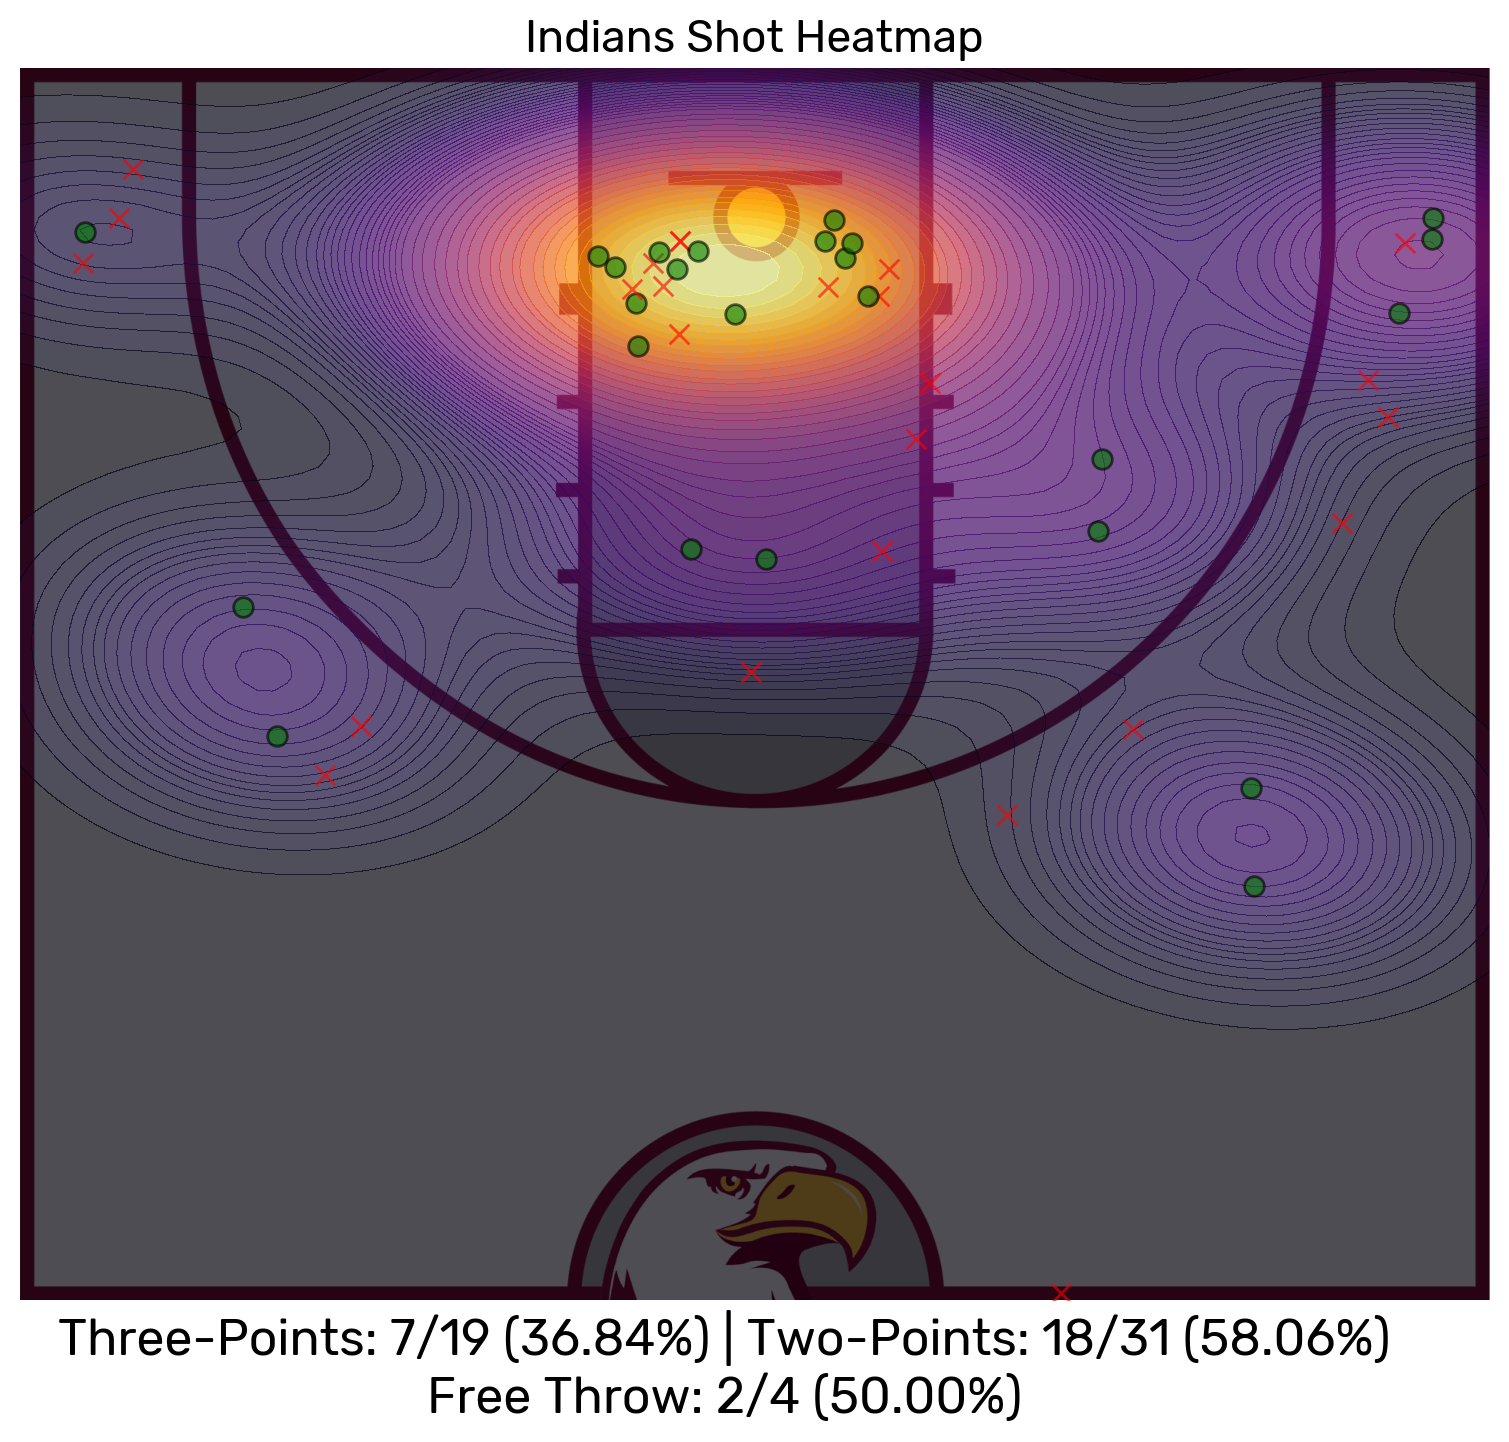 Indians Shot Heatmap
Three-Points: 7/19 (36.84%) | Two-Points: 18/31 (58.06%)
Free Throw: 2/4 (50.00%)